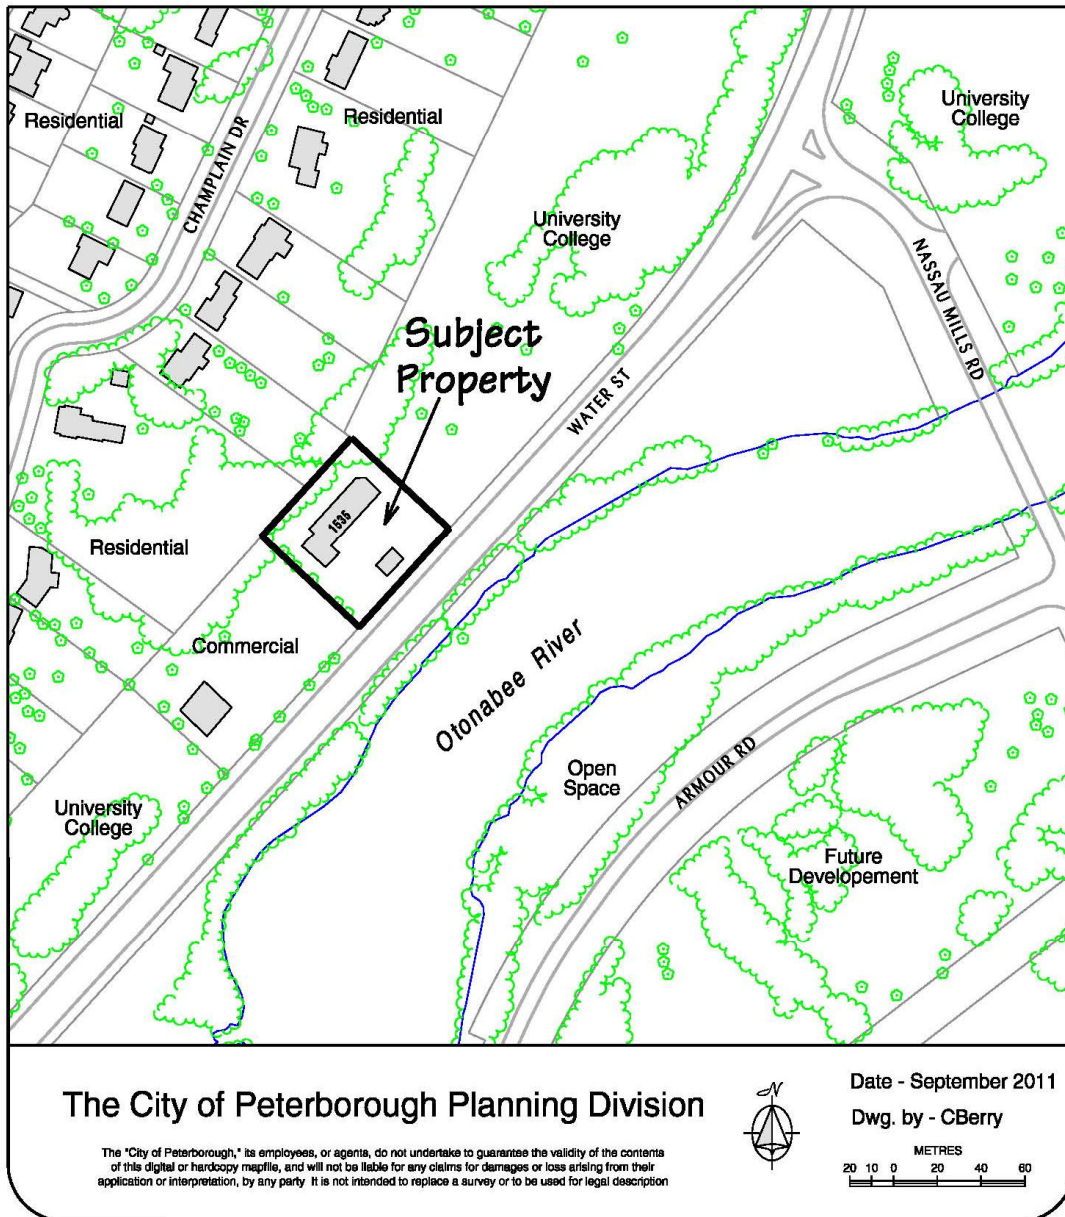 Residential
CHAMPLAIN DR
Residential
University
College
University
College
NASSAU MILLS RD
Subject
Property
WATER ST
1535
Residential
Commercial
Otonabee River
University
College
Open
Space
ARMOUR RD
Future
Developement
The City of Peterborough Planning Division
The "City of Peterborough," its employees, or agents, do not undertake to guarantee the validity of the contents
of this digital or hardcopy mapfile, and will not be liable for any claims for damages or loss arising from their
application or interpretation, by any party It is not intended to replace a survey or to be used for legal description
N
Date - September 2011
Dwg. by - CBerry
METRES
20 10 0 20 40 60